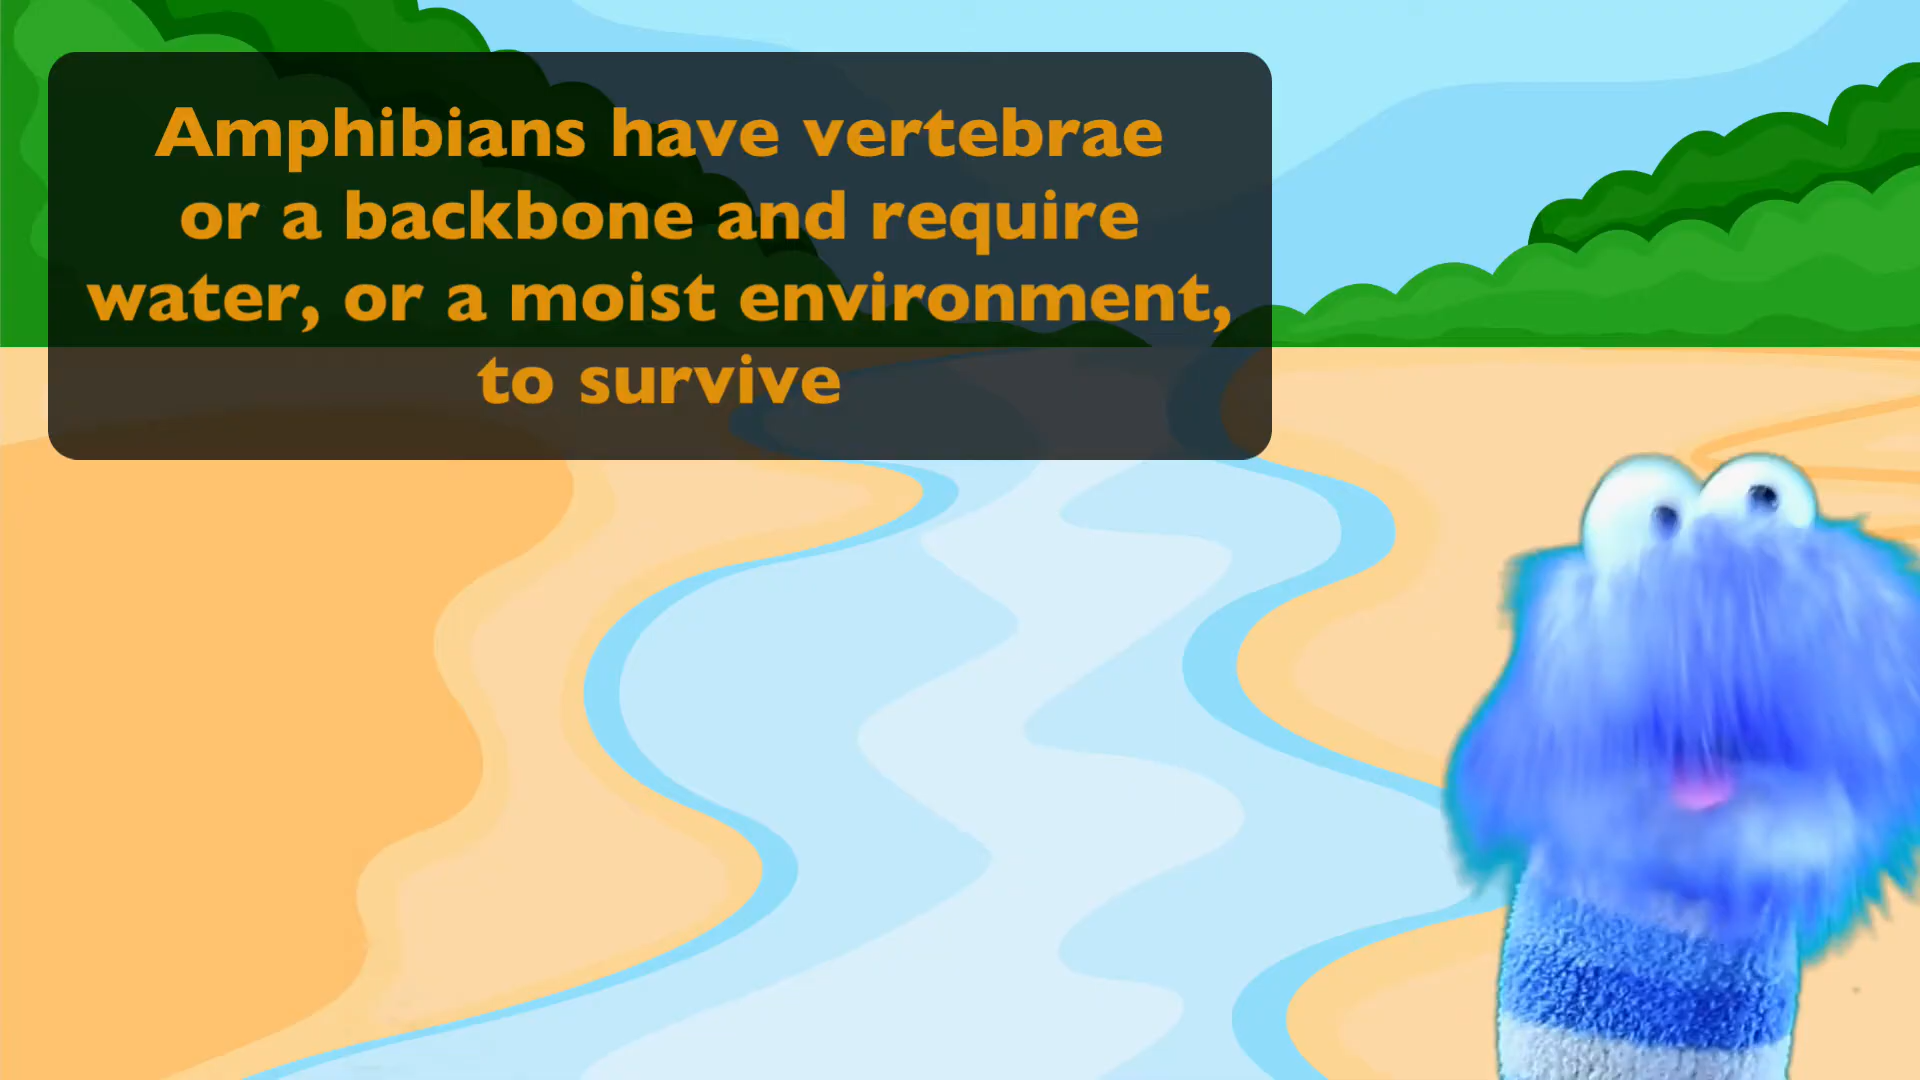 Amphibians have vertebrae
or a backbone and require
water, or a moist environment,
to survive